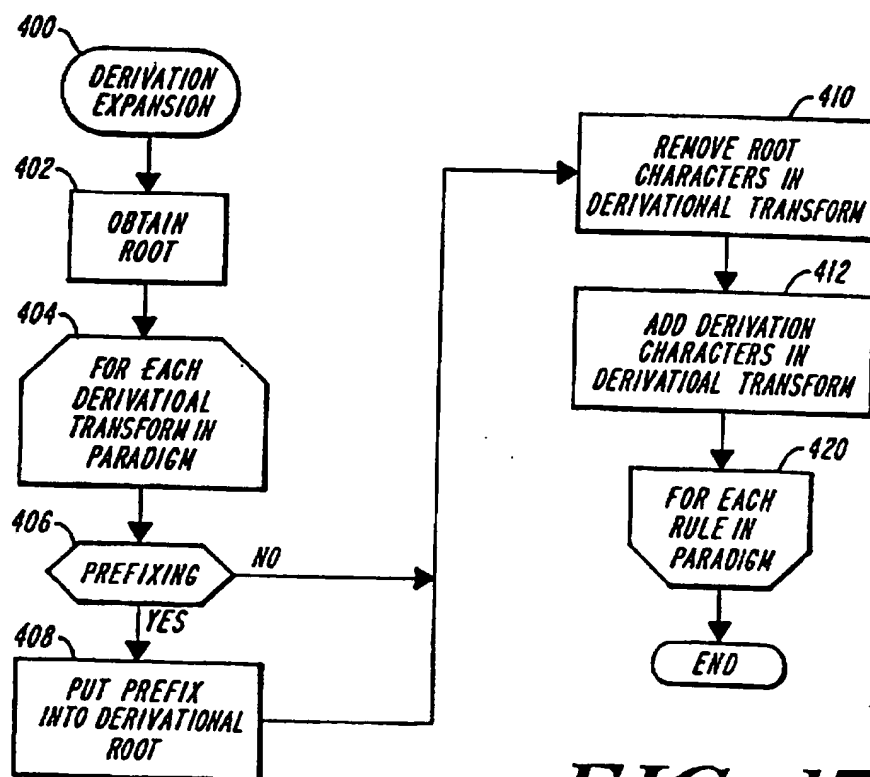 400
DERIVATION
EXPANSION
402
OBTAIN
ROOT
404
FOR EACH
DERIVATIOAL
TRANSFORM IN
PARADIGM
406
PREFIXING
NO
YES
408
PUT PREFIX
INTO DERIVATIONAL
ROOT
410
REMOVE ROOT
CHARACTERS IN
DERIVATIONAL TRANSFORM
412
ADD DERIVATION
CHARACTERS IN
DERIVATIOAL TRANSFORM
420
FOR EACH
RULE IN
PARADIGM
END